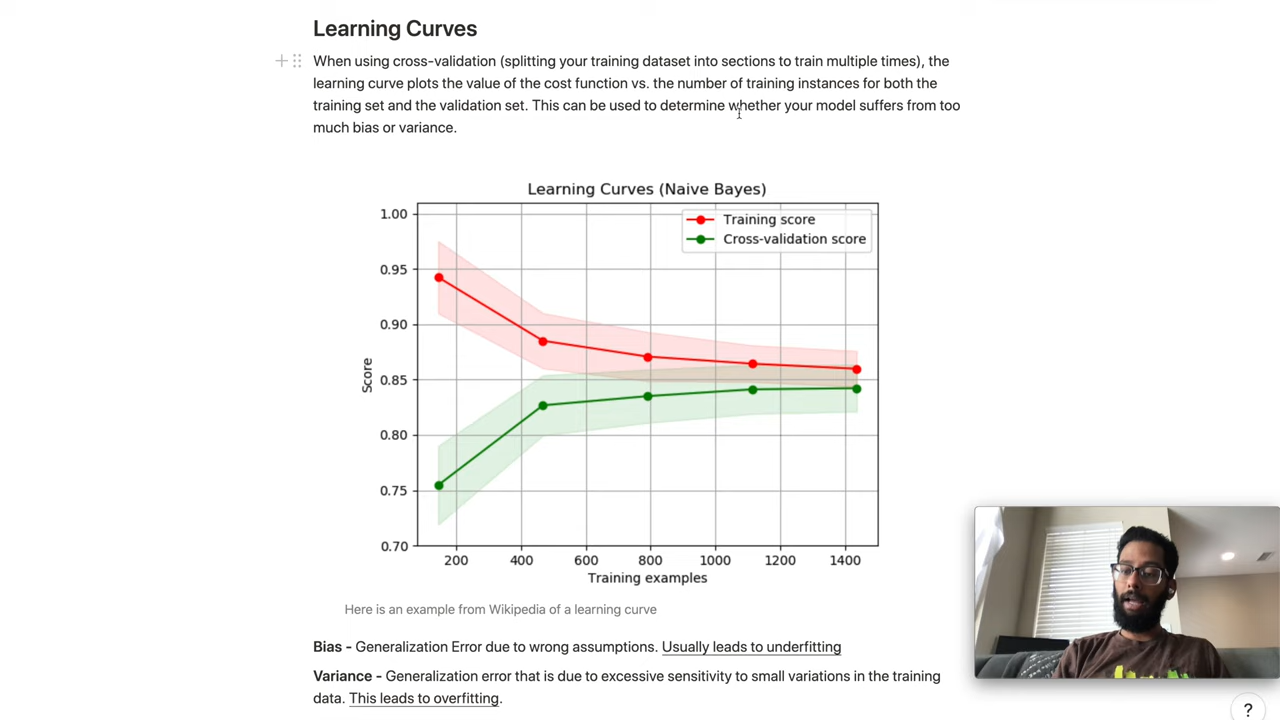 Learning Curves
When using cross-validation (splitting your training dataset into sections to train multiple times), the
learning curve plots the value of the cost function vs. the number of training instances for both the
training set and the validation set. This can be used to determine whether your model suffers from too
much bias or variance.
Learning Curves (Naive Bayes)
Training score
Cross-validation score
1.00
0.95
0.90
0.85
0.80
0.75
0.70
Score
200 400 600 800 1000 1200 1400
Training examples
Here is an example from Wikipedia of a learning curve
Bias - Generalization Error due to wrong assumptions. Usually leads to underfitting
Variance - Generalization error that is due to excessive sensitivity to small variations in the training
data. This leads to overfitting.
?